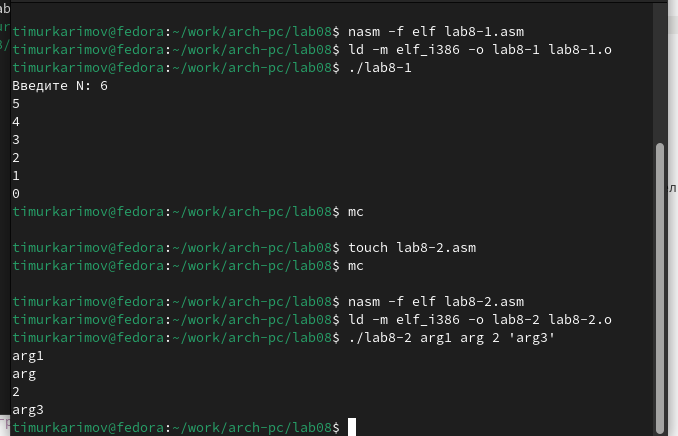 timurkarimov@fedora:~/work/arch-pc/lab08$ nasm -f elf lab8-1.asm
timurkarimov@fedora:~/work/arch-pc/lab08$ ld -m elf_i386 -o lab8-1 lab8-1.o
timurkarimov@fedora:~/work/arch-pc/lab08$ ./lab8-1
Введите N: 6
5
4
3
2
1
0
timurkarimov@fedora:~/work/arch-pc/lab08$ mc
timurkarimov@fedora:~/work/arch-pc/lab08$ touch lab8-2.asm
timurkarimov@fedora:~/work/arch-pc/lab08$ mc
timurkarimov@fedora:~/work/arch-pc/lab08$ nasm -f elf lab8-2.asm
timurkarimov@fedora:~/work/arch-pc/lab08$ ld -m elf_i386 -o lab8-2 lab8-2.o
timurkarimov@fedora:~/work/arch-pc/lab08$ ./lab8-2 arg1 arg 2 'arg3'
arg1
arg
2
arg3
timurkarimov@fedora:~/work/arch-pc/lab08$